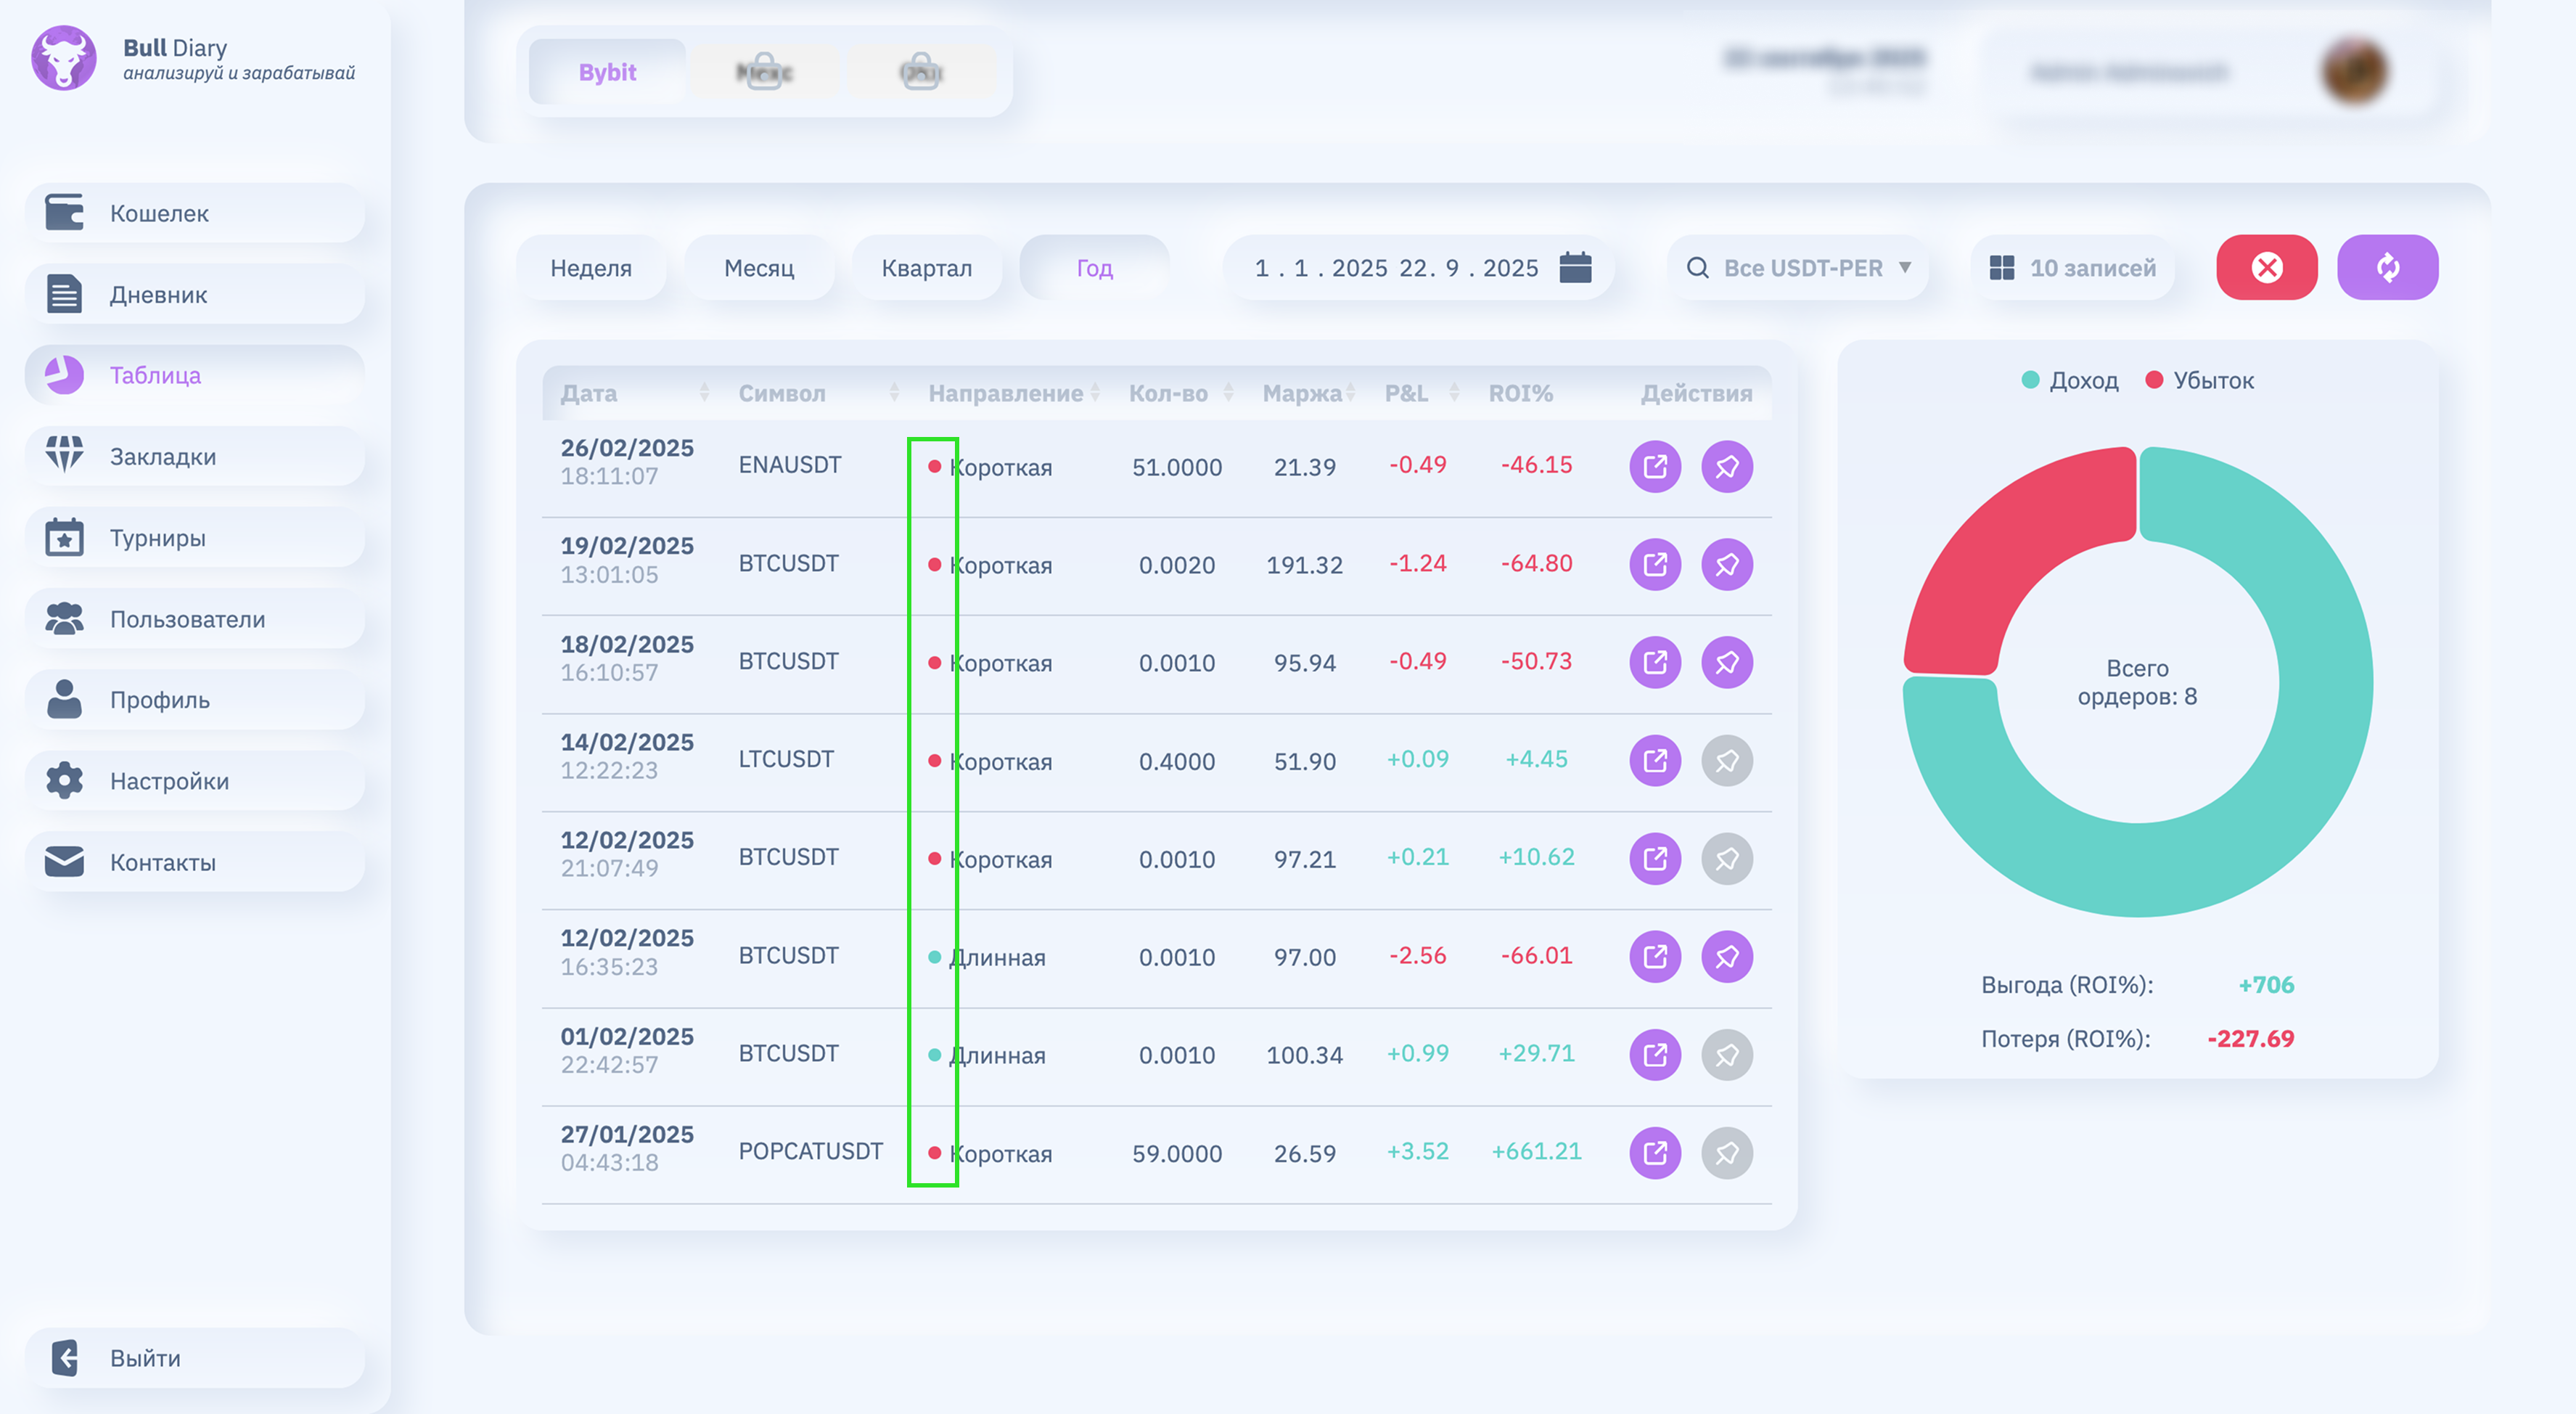 Bull Diary
анализируй и зарабатывай
Bybit
Кошелек
Дневник
Таблица
Закладки
Турниры
Пользователи
Профиль
Настройки
Контакты
Выйти
Неделя Месяц Квартал Год 1 . 1 . 2025 22. 9 . 2025 Все USDT-PER 10 записей
Дата Символ Направление Кол-во Маржа P&L ROI% Действия
26/02/2025
18:11:07
ENAUSDT Короткая 51.0000 21.39 -0.49 -46.15
19/02/2025
13:01:05
BTCUSDT Короткая 0.0020 191.32 -1.24 -64.80
18/02/2025
16:10:57
BTCUSDT Короткая 0.0010 95.94 -0.49 -50.73
14/02/2025
12:22:23
LTCUSDT Короткая 0.4000 51.90 +0.09 +4.45
12/02/2025
21:07:49
BTCUSDT Короткая 0.0010 97.21 +0.21 +10.62
12/02/2025
16:35:23
BTCUSDT Длинная 0.0010 97.00 -2.56 -66.01
01/02/2025
22:42:57
BTCUSDT Длинная 0.0010 100.34 +0.99 +29.71
27/01/2025
04:43:18
POPCATUSDT Короткая 59.0000 26.59 +3.52 +661.21
Доход Убыток
Всего
ордеров: 8
Выгода (ROI%): +706
Потеря (ROI%): -227.69